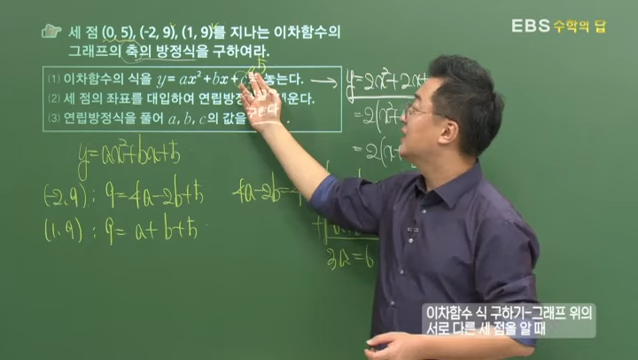 EBS 수학의 답
세 점 (0, 5), (-2, 9), (1, 9)를 지나는 이차함수의
그래프의 축의 방정식을 구하여라.
(1) 이차함수의 식을 y = ax² + bx + 놓는다. → y=2x²+2x+
5
(2) 세 점의 좌표를 대입하여 연립방 세운다. =2(x²+
(3) 연립방정식을 풀어 a, b, c의 값을 구한다. =2(x
y=ax²+bx+5
(-2,9) : 9=4a-2b+5 4a-2b=
(1,9) : 9=a+b+5
3a=6
이차함수 식 구하기-그래프 위의
서로 다른 세 점을 알 때